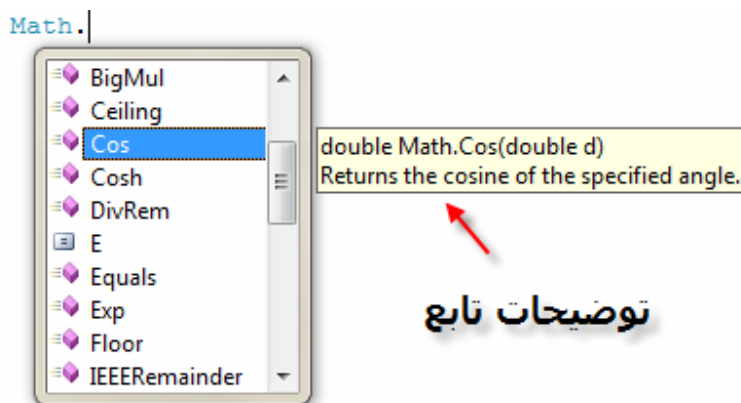 Math.
BigMul
Ceiling
Cos
Cosh
DivRem
E
Equals
Exp
Floor
IEEERemainder
double Math.Cos(double d)
Returns the cosine of the specified angle.
توضیحات تابع